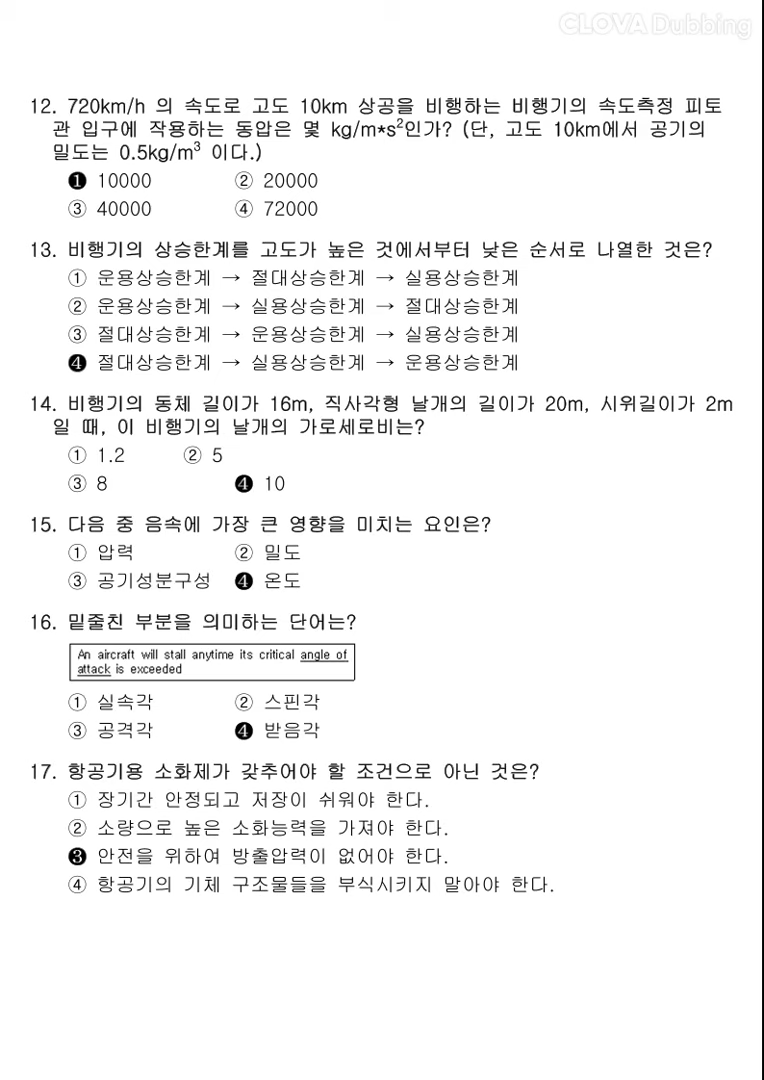 CLOVA Dubbing
12. 720km/h 의 속도로 고도 10km 상공을 비행하는 비행기의 속도측정 피토
관 입구에 작용하는 동압은 몇 kg/m*s²인가? (단, 고도 10km에서 공기의
밀도는 0.5kg/m³ 이다.)
❶ 10000 ② 20000
③ 40000 ④ 72000
13. 비행기의 상승한계를 고도가 높은 것에서부터 낮은 순서로 나열한 것은?
① 운용상승한계 → 절대상승한계 → 실용상승한계
② 운용상승한계 → 실용상승한계 → 절대상승한계
③ 절대상승한계 → 운용상승한계 → 실용상승한계
❹ 절대상승한계 → 실용상승한계 → 운용상승한계
14. 비행기의 동체 길이가 16m, 직사각형 날개의 길이가 20m, 시위길이가 2m
일 때, 이 비행기의 날개의 가로세로비는?
① 1.2 ② 5
③ 8 ❹ 10
15. 다음 중 음속에 가장 큰 영향을 미치는 요인은?
① 압력 ② 밀도
③ 공기성분구성 ❹ 온도
16. 밑줄친 부분을 의미하는 단어는?
An aircraft will stall anytime its critical angle of
attack is exceeded
① 실속각 ② 스핀각
③ 공격각 ❹ 받음각
17. 항공기용 소화제가 갖추어야 할 조건으로 아닌 것은?
① 장기간 안정되고 저장이 쉬워야 한다.
② 소량으로 높은 소화능력을 가져야 한다.
❸ 안전을 위하여 방출압력이 없어야 한다.
④ 항공기의 기체 구조물들을 부식시키지 말아야 한다.